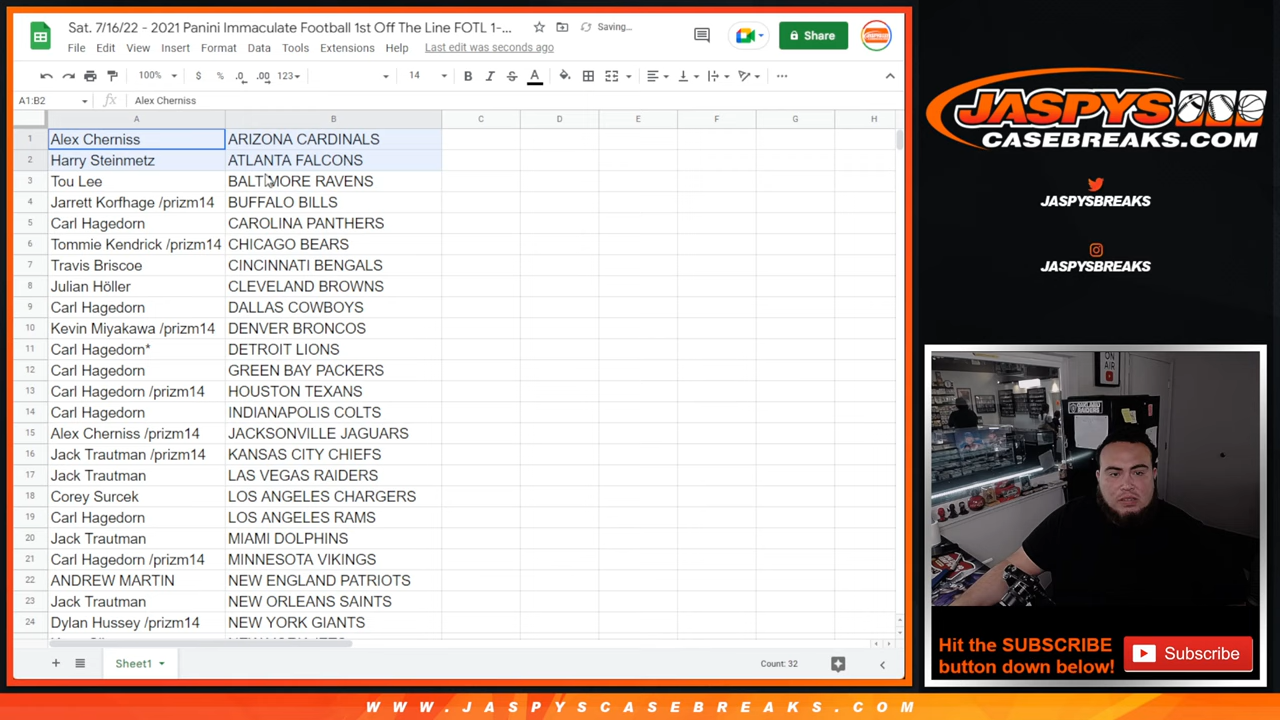 Sat. 7/16/22 - 2021 Panini Immaculate Football 1st Off The Line FOTL 1-...
Saving...
Share
File Edit View Insert Format Data Tools Extensions Help Last edit was seconds ago
100% $ % .0 .00 123 14 B I S A
A1:B2 fx Alex Cherniss
A B C D E F G H
1 Alex Cherniss ARIZONA CARDINALS
2 Harry Steinmetz ATLANTA FALCONS
3 Tou Lee BALTIMORE RAVENS
4 Jarrett Korfhage /prizm14 BUFFALO BILLS
5 Carl Hagedorn CAROLINA PANTHERS
6 Tommie Kendrick /prizm14 CHICAGO BEARS
7 Travis Briscoe CINCINNATI BENGALS
8 Julian Höller CLEVELAND BROWNS
9 Carl Hagedorn DALLAS COWBOYS
10 Kevin Miyakawa /prizm14 DENVER BRONCOS
11 Carl Hagedorn* DETROIT LIONS
12 Carl Hagedorn GREEN BAY PACKERS
13 Carl Hagedorn /prizm14 HOUSTON TEXANS
14 Carl Hagedorn INDIANAPOLIS COLTS
15 Alex Cherniss /prizm14 JACKSONVILLE JAGUARS
16 Jack Trautman /prizm14 KANSAS CITY CHIEFS
17 Jack Trautman LAS VEGAS RAIDERS
18 Corey Surcek LOS ANGELES CHARGERS
19 Carl Hagedorn LOS ANGELES RAMS
20 Jack Trautman MIAMI DOLPHINS
21 Carl Hagedorn /prizm14 MINNESOTA VIKINGS
22 ANDREW MARTIN NEW ENGLAND PATRIOTS
23 Jack Trautman NEW ORLEANS SAINTS
24 Dylan Hussey /prizm14 NEW YORK GIANTS
Sheet1
Count: 32
JASPYS
CASEBREAKS.COM
JASPYSBREAKS
JASPYSBREAKS
ON
AIR
Hit the SUBSCRIBE
button down below!
Subscribe
WWW.JASPYSCASEBREAKS.COM